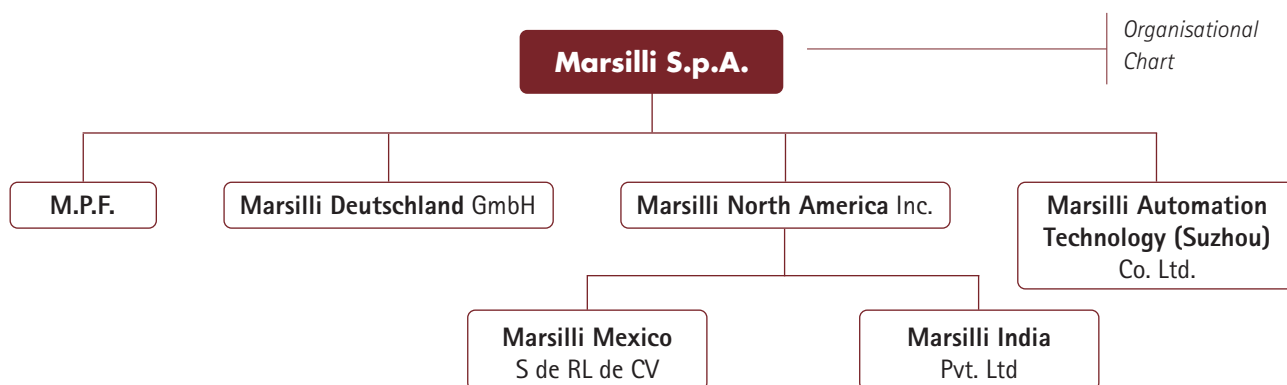 Organisational
Chart
Marsilli S.p.A.
M.P.F.
Marsilli Deutschland GmbH
Marsilli North America Inc.
Marsilli Automation
Technology (Suzhou)
Co. Ltd.
Marsilli Mexico
S de RL de CV
Marsilli India
Pvt. Ltd